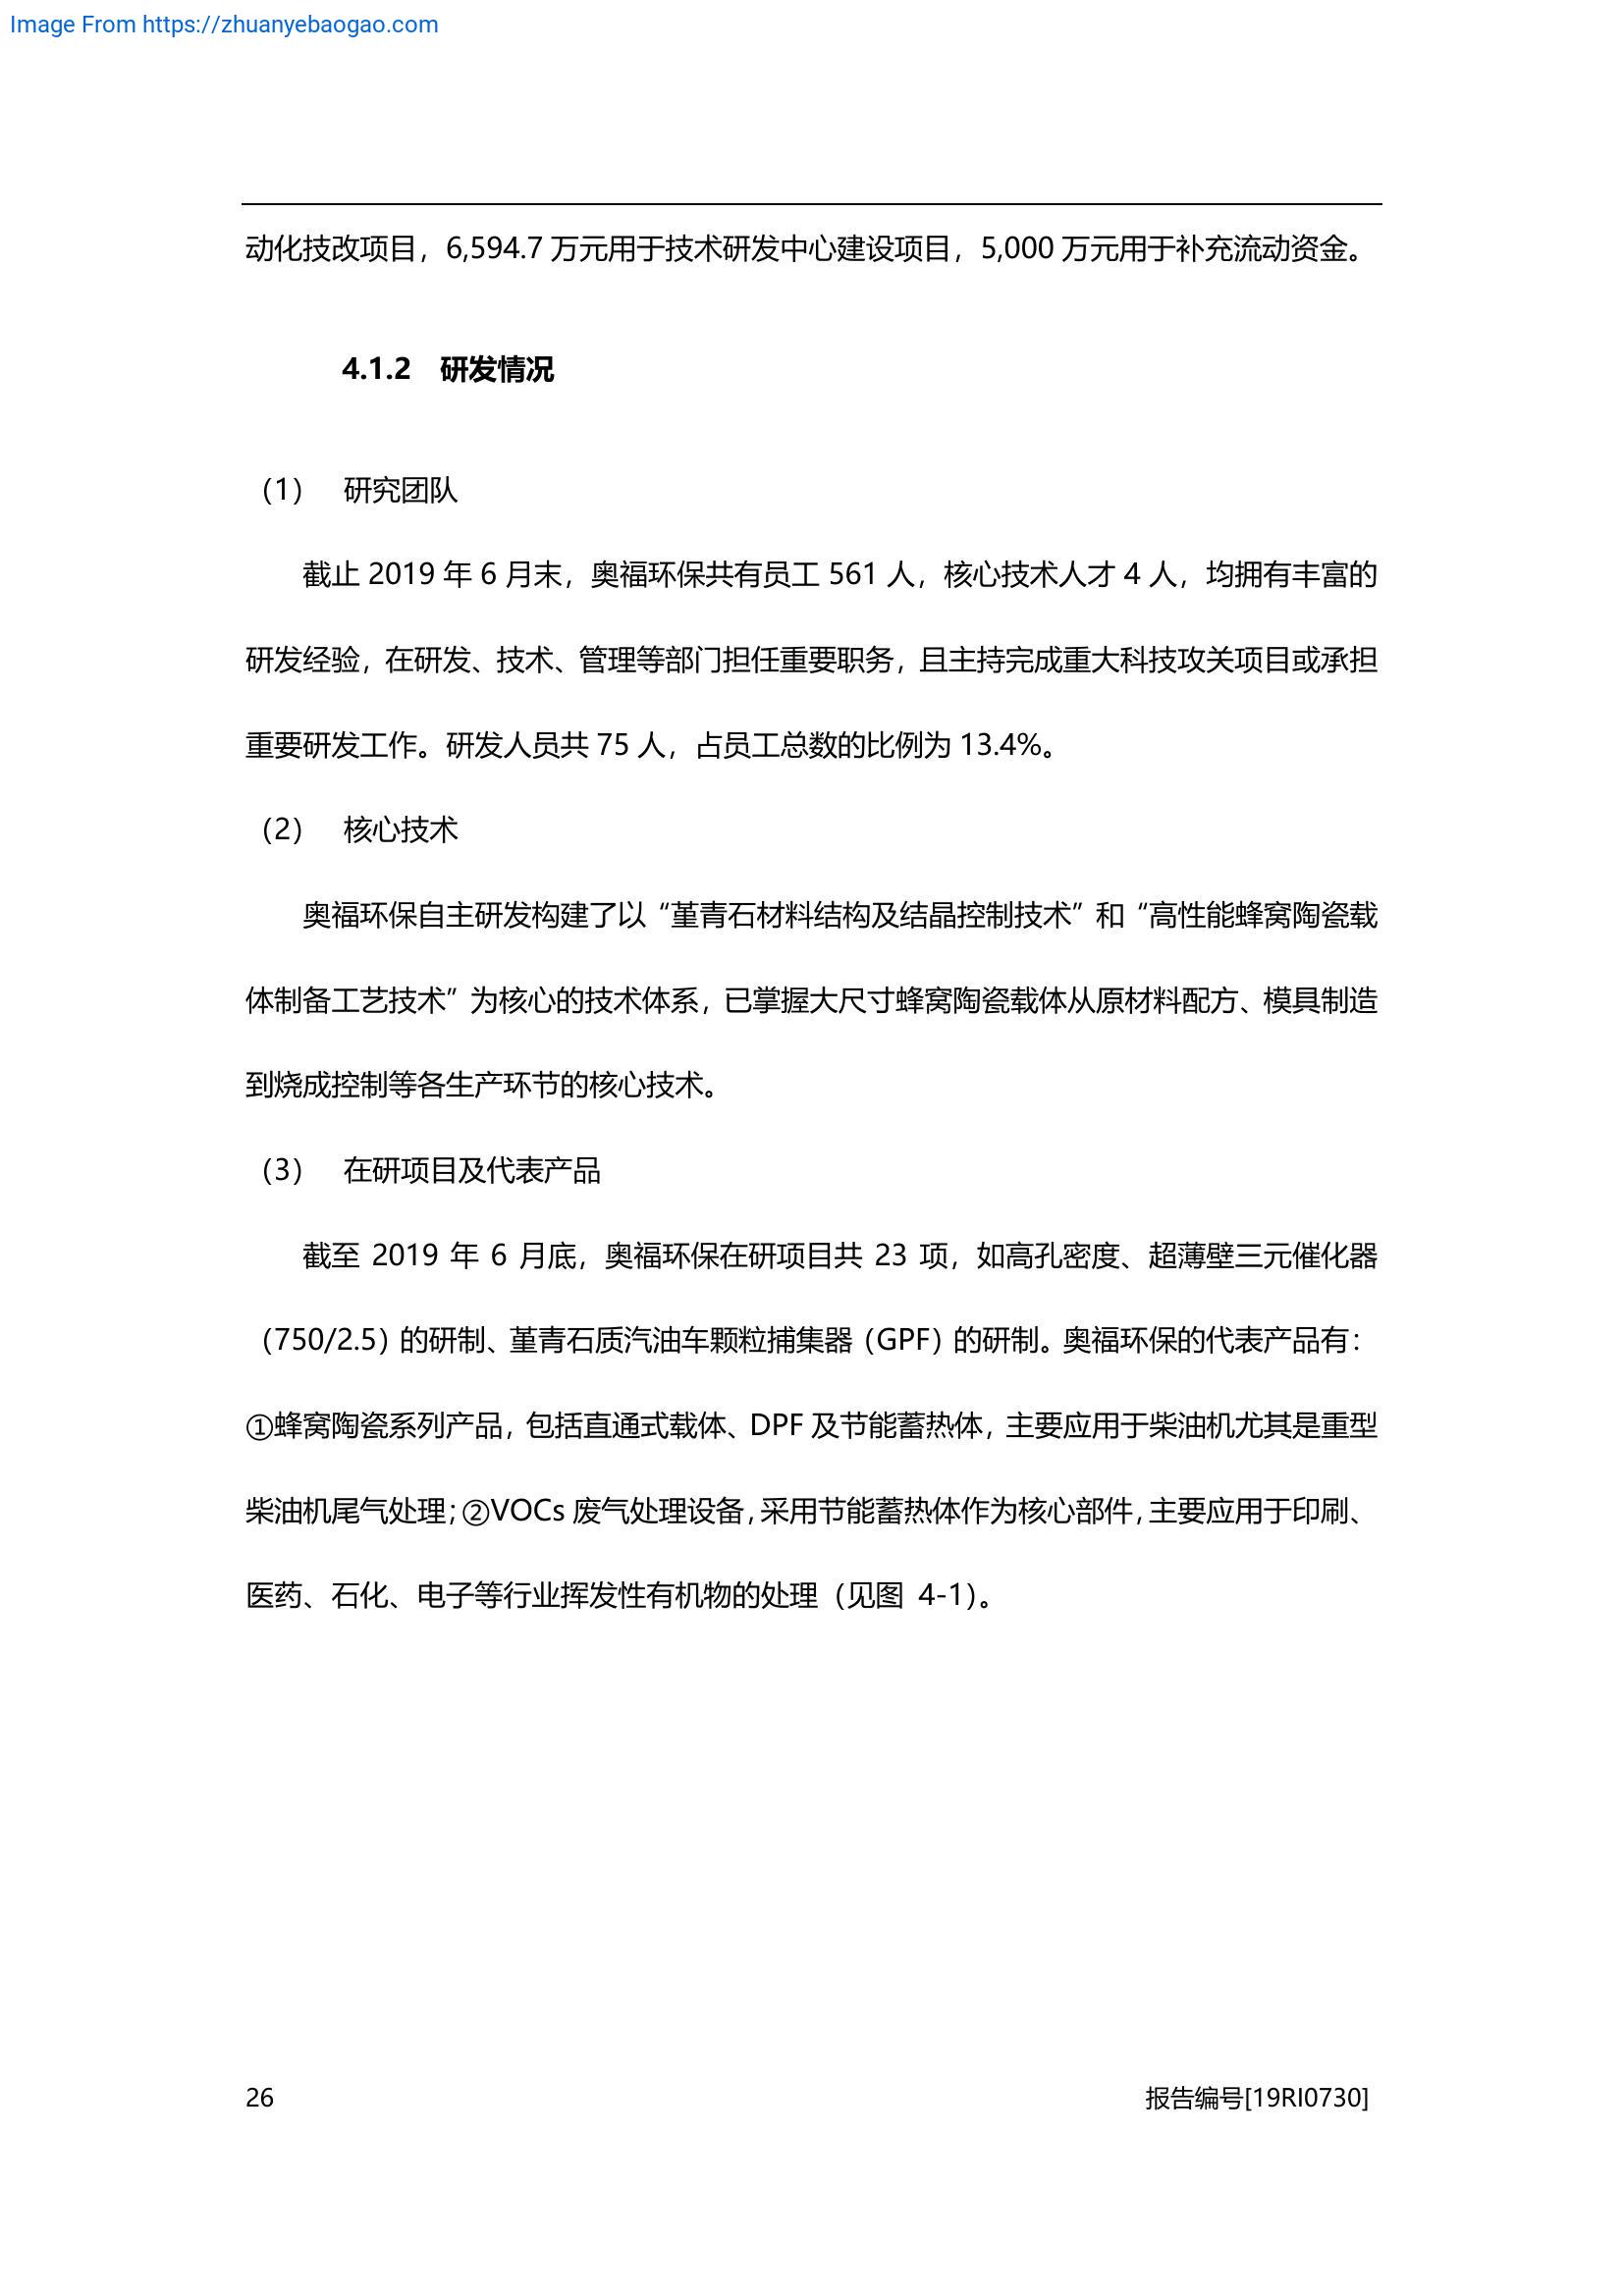 Image From https://zhuanyebaogao.com
动化技改项目，6,594.7 万元用于技术研发中心建设项目，5,000 万元用于补充流动资金。
4.1.2 研发情况
（1） 研究团队
截止 2019 年 6 月末，奥福环保共有员工 561 人，核心技术人才 4 人，均拥有丰富的
研发经验，在研发、技术、管理等部门担任重要职务，且主持完成重大科技攻关项目或承担
重要研发工作。研发人员共 75 人，占员工总数的比例为 13.4%。
（2） 核心技术
奥福环保自主研发构建了以“堇青石材料结构及结晶控制技术”和“高性能蜂窝陶瓷载
体制备工艺技术”为核心的技术体系，已掌握大尺寸蜂窝陶瓷载体从原材料配方、模具制造
到烧成控制等各生产环节的核心技术。
（3） 在研项目及代表产品
截至 2019 年 6 月底，奥福环保在研项目共 23 项，如高孔密度、超薄壁三元催化器
（750/2.5）的研制、堇青石质汽油车颗粒捕集器（GPF）的研制。奥福环保的代表产品有：
①蜂窝陶瓷系列产品，包括直通式载体、DPF 及节能蓄热体，主要应用于柴油机尤其是重型
柴油机尾气处理；②VOCs 废气处理设备，采用节能蓄热体作为核心部件，主要应用于印刷、
医药、石化、电子等行业挥发性有机物的处理（见图 4-1）。
26 报告编号[19RI0730]